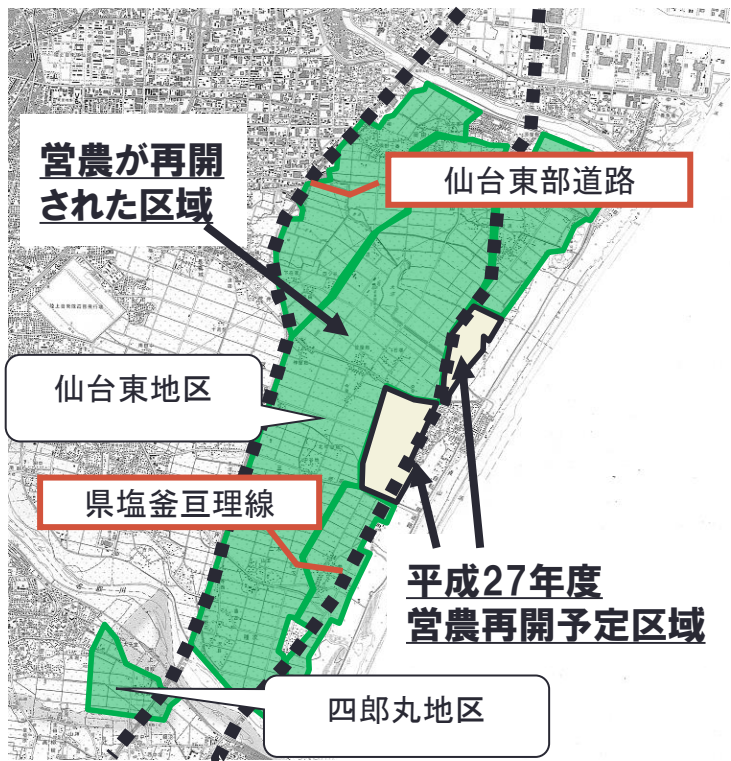 営農が再開
された区域
仙台東部道路
仙台東地区
県塩釜亘理線
平成27年度
営農再開予定区域
四郎丸地区